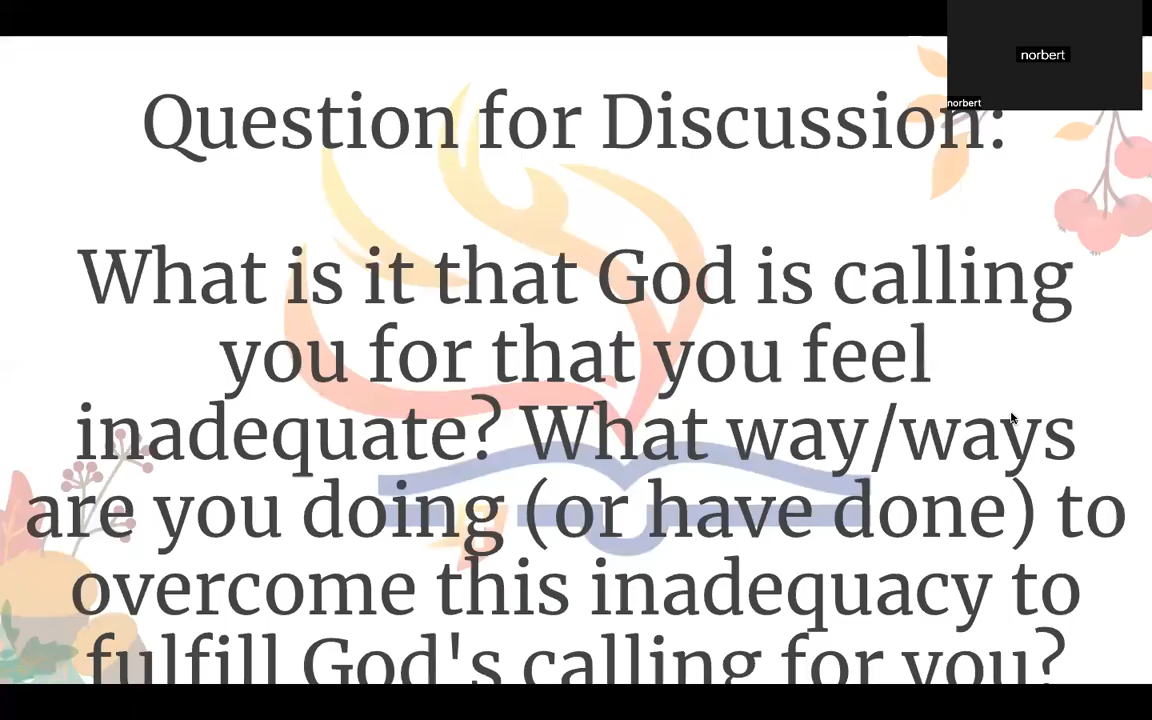 norbert
norbert
Question for Discussion:
What is it that God is calling
you for that you feel
inadequate? What way/ways
are you doing (or have done) to
overcome this inadequacy to
fulfill God's calling for you?